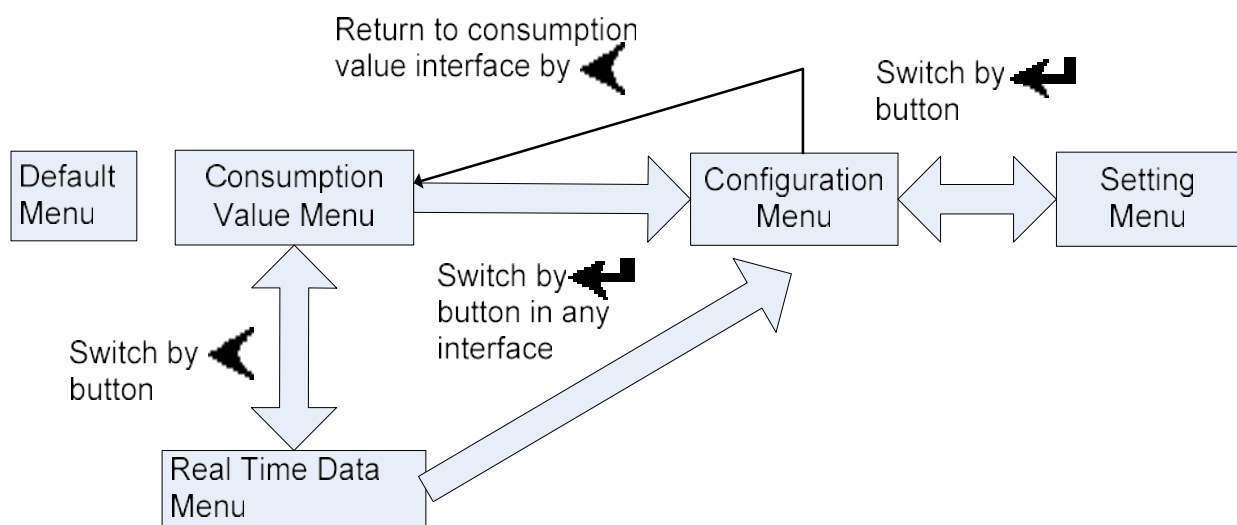 Return to consumption
value interface by
Switch by
button
Default
Menu
Consumption
Value Menu
Configuration
Menu
Setting
Menu
Switch by
button in any
interface
Switch by
button
Real Time Data
Menu